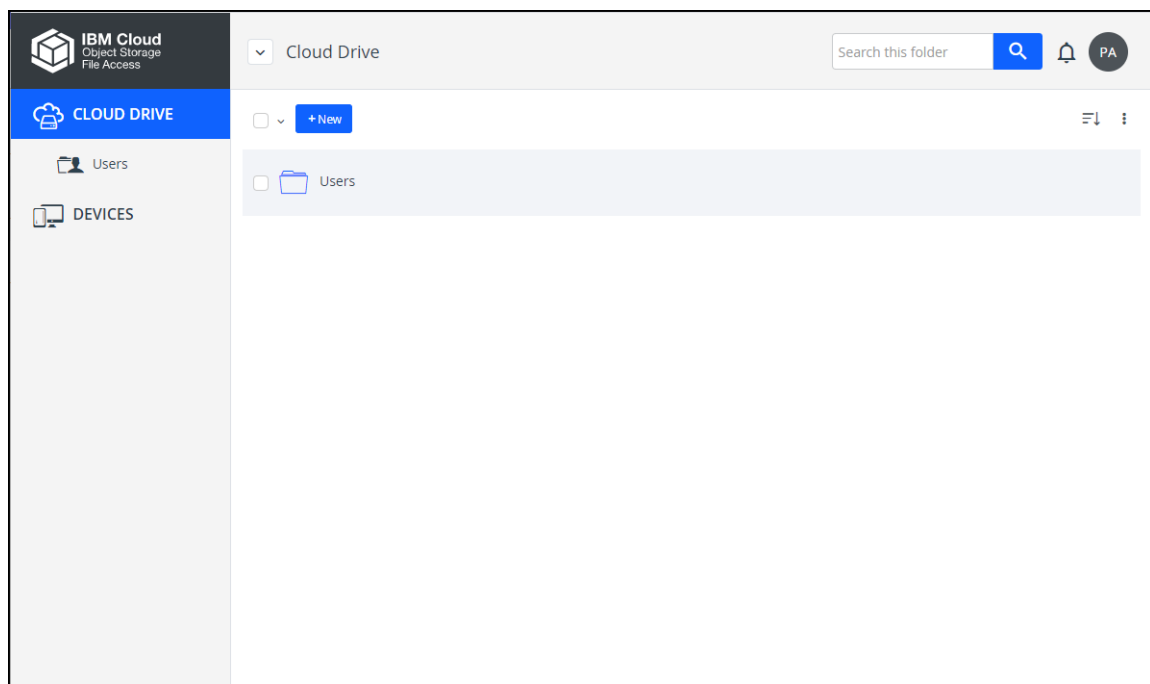 IBM Cloud
Object Storage
File Access
Cloud Drive
Search this folder
PA
CLOUD DRIVE
+ New
Users
Users
DEVICES